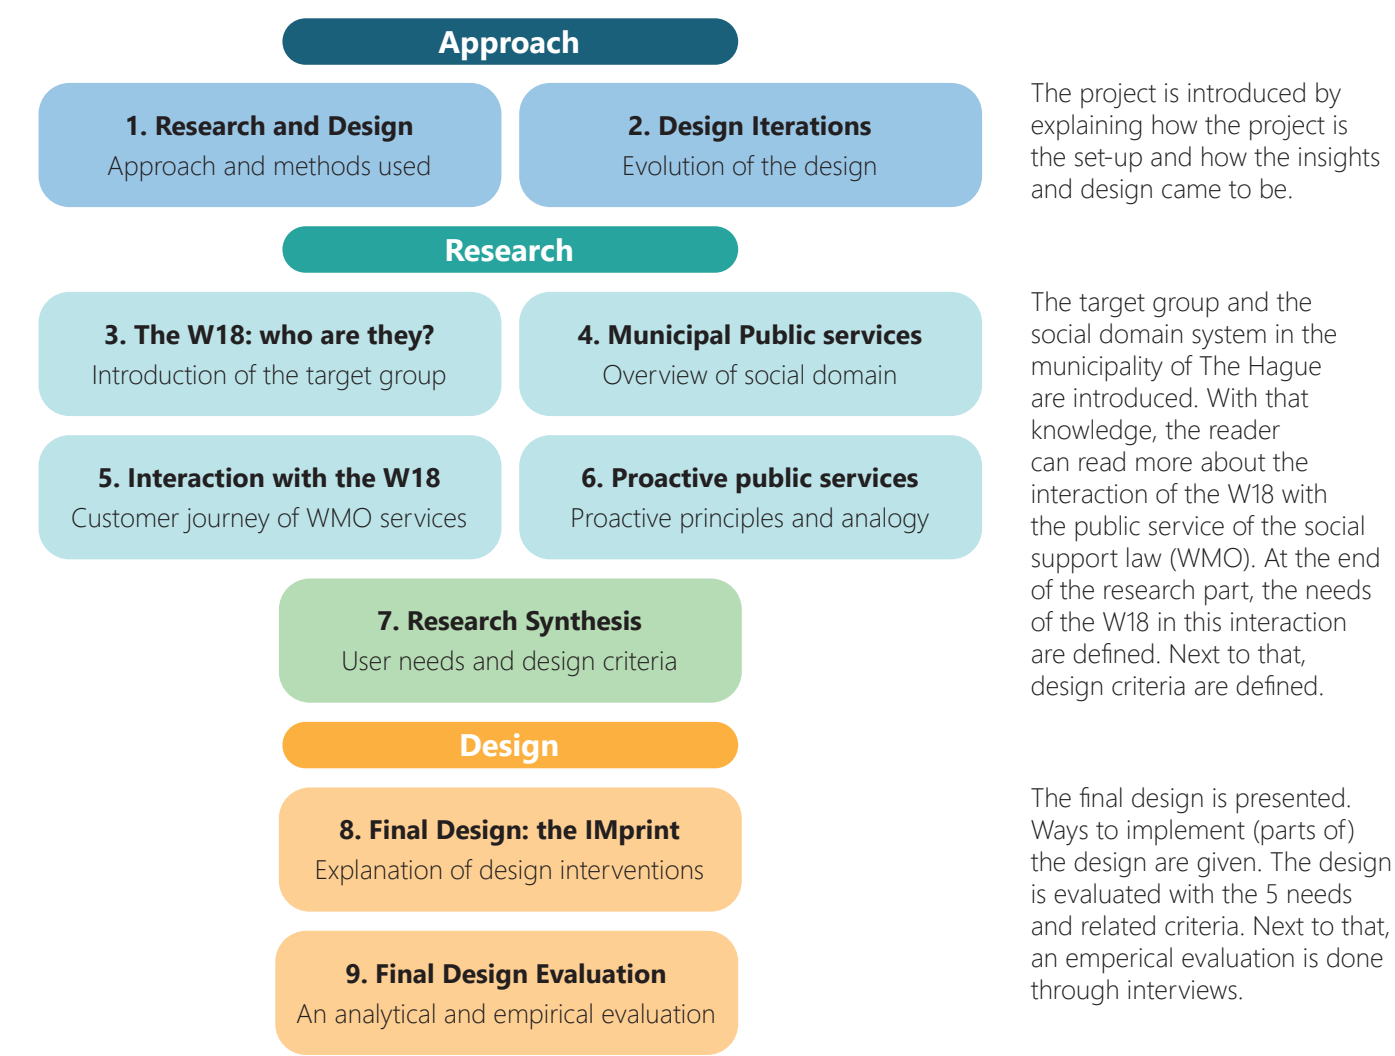 Approach
1. Research and Design
Approach and methods used
2. Design Iterations
Evolution of the design
The project is introduced by
explaining how the project is
the set-up and how the insights
and design came to be.
Research
3. The W18: who are they?
Introduction of the target group
4. Municipal Public services
Overview of social domain
5. Interaction with the W18
Customer journey of WMO services
6. Proactive public services
Proactive principles and analogy
7. Research Synthesis
User needs and design criteria
The target group and the
social domain system in the
municipality of The Hague
are introduced. With that
knowledge, the reader
can read more about the
interaction of the W18 with
the public service of the social
support law (WMO). At the end
of the research part, the needs
of the W18 in this interaction
are defined. Next to that,
design criteria are defined.
Design
8. Final Design: the IMprint
Explanation of design interventions
9. Final Design Evaluation
An analytical and empirical evaluation
The final design is presented.
Ways to implement (parts of)
the design are given. The design
is evaluated with the 5 needs
and related criteria. Next to that,
an emperical evaluation is done
through interviews.